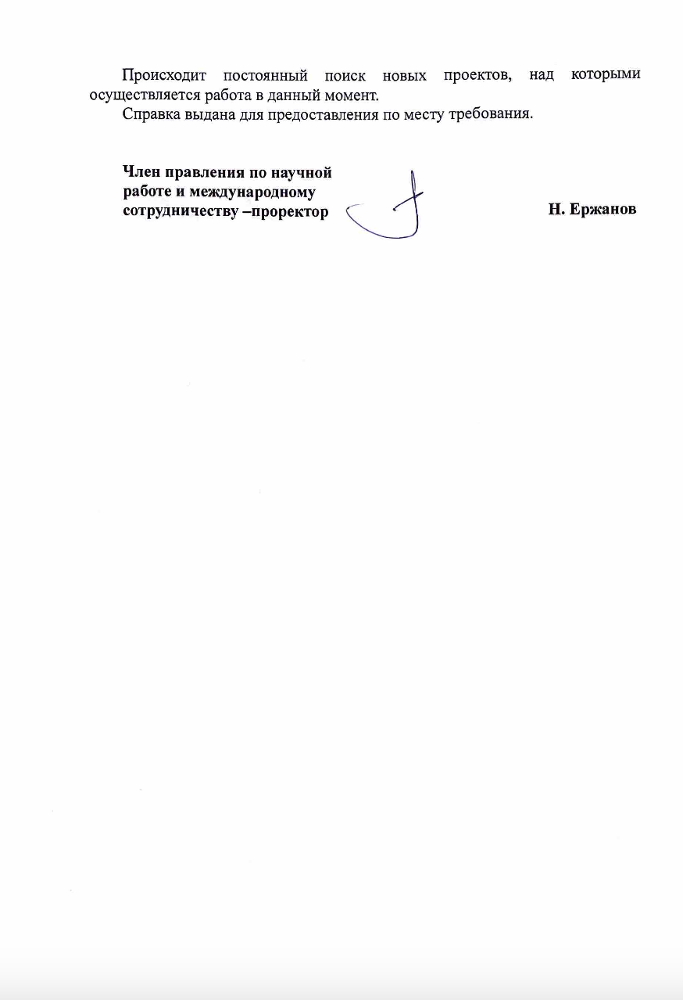 Происходит постоянный поиск новых проектов, над которыми
осуществляется работа в данный момент.
Справка выдана для предоставления по месту требования.
Член правления по научной
работе и международному
сотрудничеству –проректор
Н. Ержанов